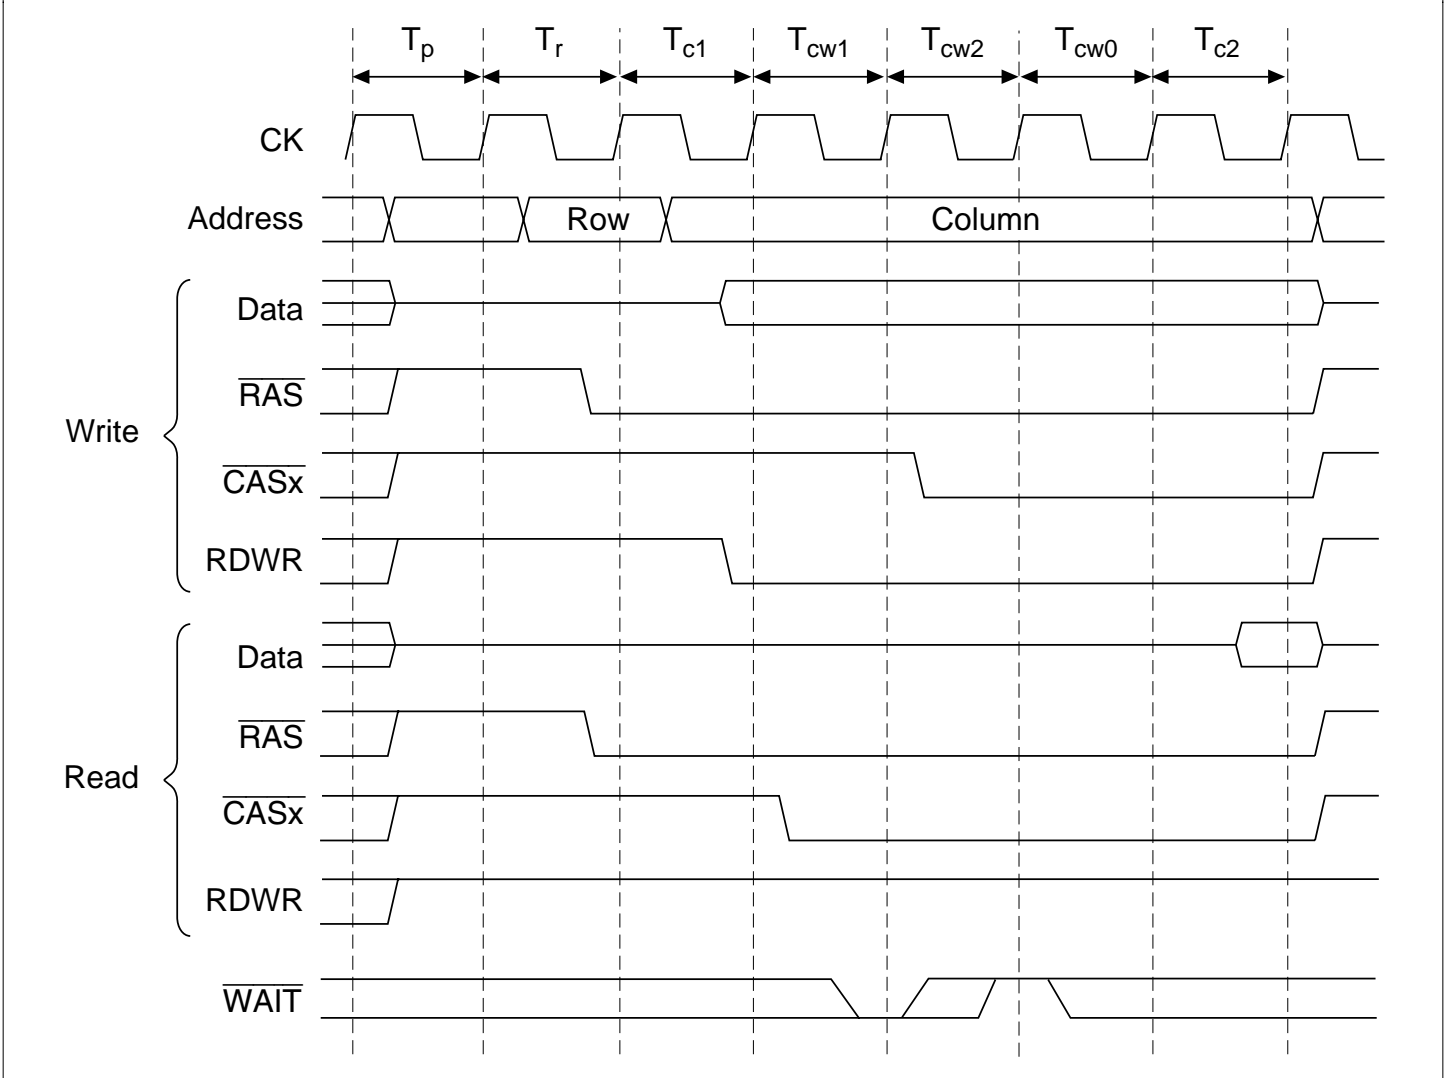 Tp Tr Tc1 Tcw1 Tcw2 Tcw0 Tc2
CK
Address Row Column
Data
RAS
Write
CASx
RDWR
Data
RAS
Read
CASx
RDWR
WAIT